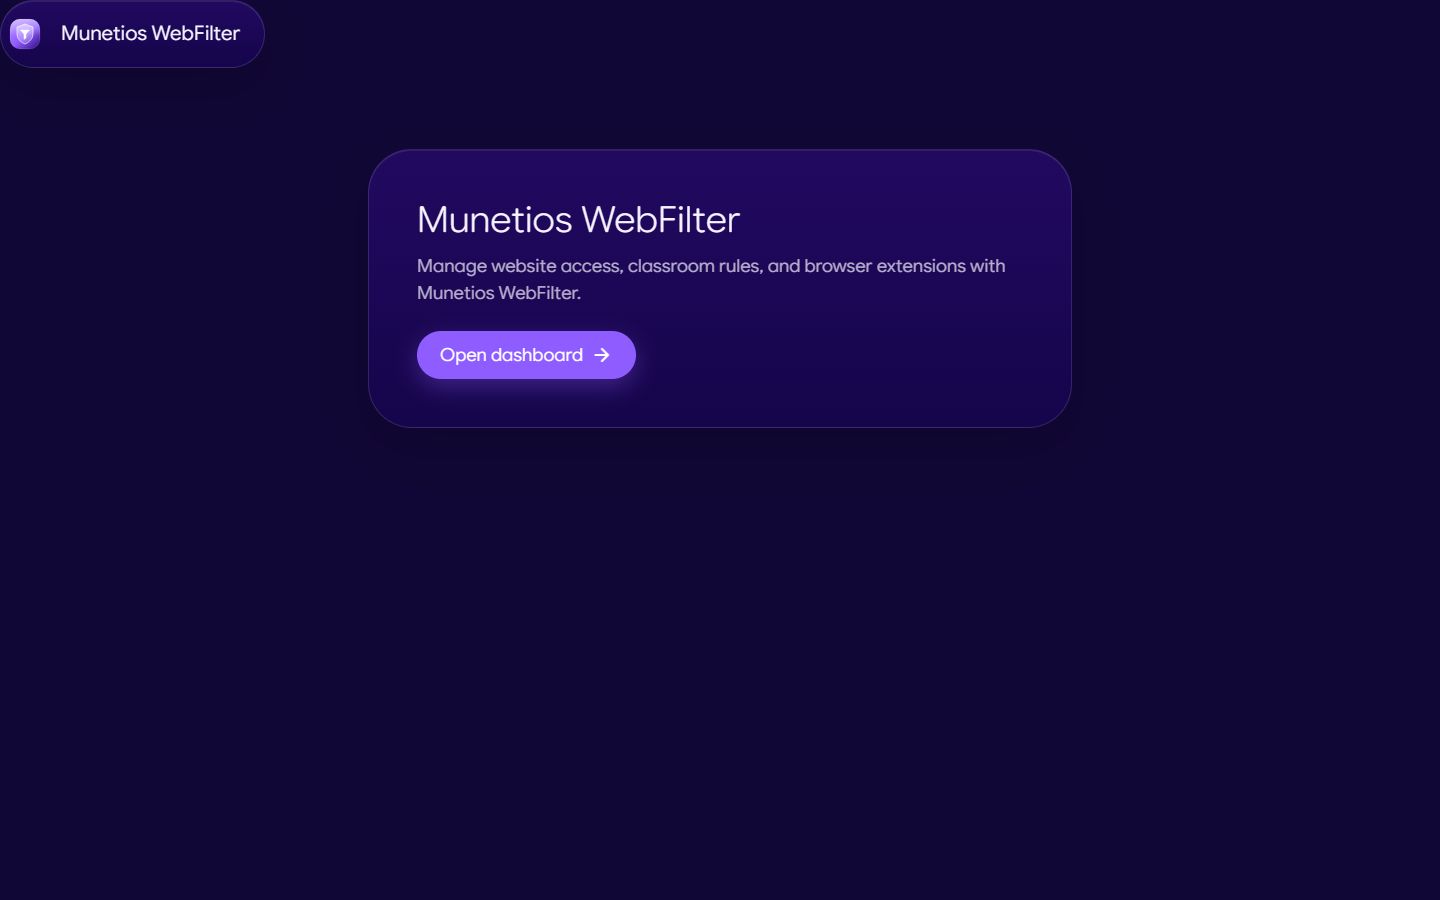 Munetios WebFilter
Munetios WebFilter
Manage website access, classroom rules, and browser extensions with
Munetios WebFilter.
Open dashboard